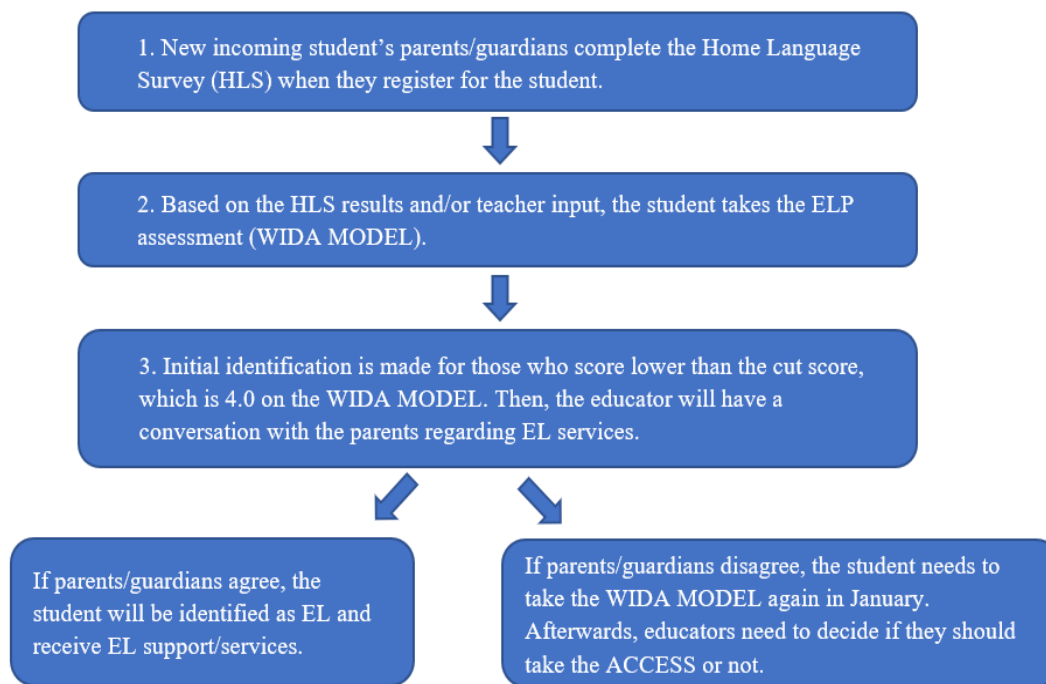 1. New incoming student’s parents/guardians complete the Home Language
Survey (HLS) when they register for the student.
2. Based on the HLS results and/or teacher input, the student takes the ELP
assessment (WIDA MODEL).
3. Initial identification is made for those who score lower than the cut score,
which is 4.0 on the WIDA MODEL. Then, the educator will have a
conversation with the parents regarding EL services.
If parents/guardians agree, the
student will be identified as EL and
receive EL support/services.
If parents/guardians disagree, the student needs to
take the WIDA MODEL again in January.
Afterwards, educators need to decide if they should
take the ACCESS or not.